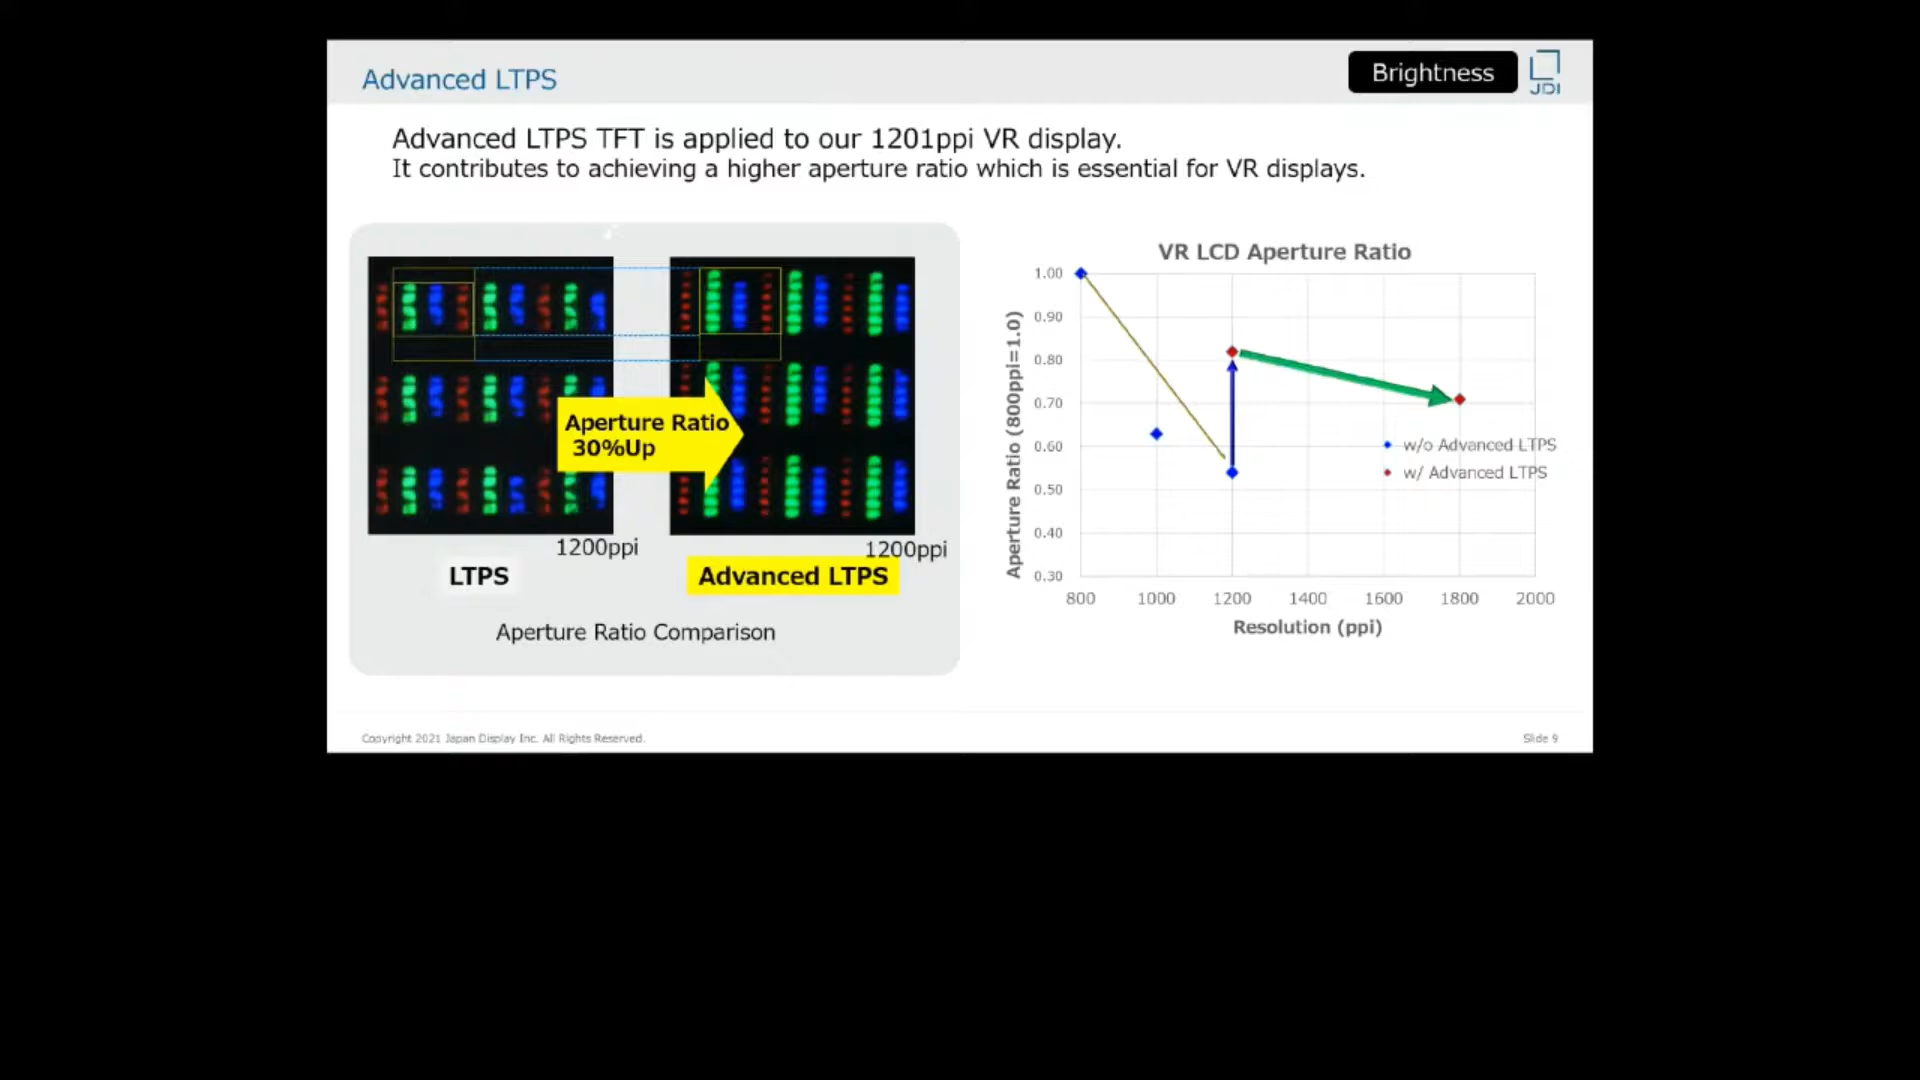 Advanced LTPS
Brightness
JDI
Advanced LTPS TFT is applied to our 1201ppi VR display.
It contributes to achieving a higher aperture ratio which is essential for VR displays.
Aperture Ratio
30%Up
1200ppi
1200ppi
LTPS
Advanced LTPS
Aperture Ratio Comparison
VR LCD Aperture Ratio
Aperture Ratio (800ppi=1.0)
1.00
0.90
0.80
0.70
0.60
0.50
0.40
0.30
w/o Advanced LTPS
w/ Advanced LTPS
800 1000 1200 1400 1600 1800 2000
Resolution (ppi)
Copyright 2021 Japan Display Inc. All Rights Reserved.
Slide 9